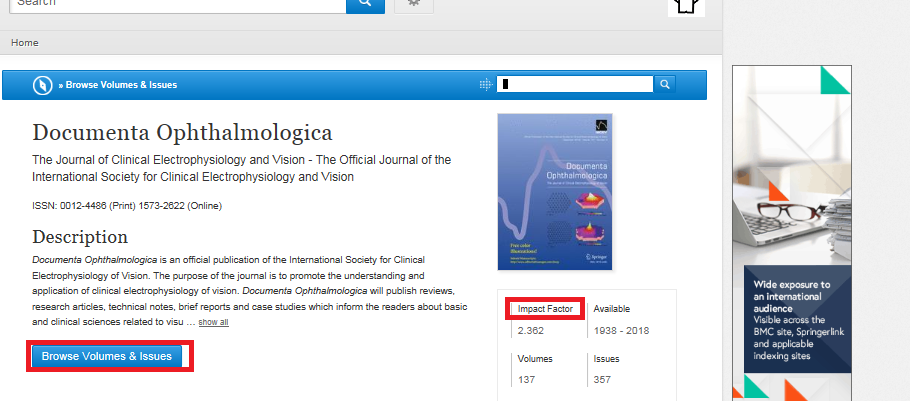 Search
Home
» Browse Volumes & Issues
Documenta Ophthalmologica
The Journal of Clinical Electrophysiology and Vision - The Official Journal of the
International Society for Clinical Electrophysiology and Vision
ISSN: 0012-4486 (Print) 1573-2622 (Online)
Description
Documenta Ophthalmologica is an official publication of the International Society for Clinical
Electrophysiology of Vision. The purpose of the journal is to promote the understanding and
application of clinical electrophysiology of vision. Documenta Ophthalmologica will publish reviews,
research articles, technical notes, brief reports and case studies which inform the readers about basic
and clinical sciences related to visu ... show all
Browse Volumes & Issues
Documenta
Ophthalmologica
Free color
Illustrations!
Springer
Impact Factor
Available
2.362
1938 - 2018
Volumes
Issues
137
357
Wide exposure to
an international
audience
Visible across the
BMC site, Springerlink
and applicable
indexing sites